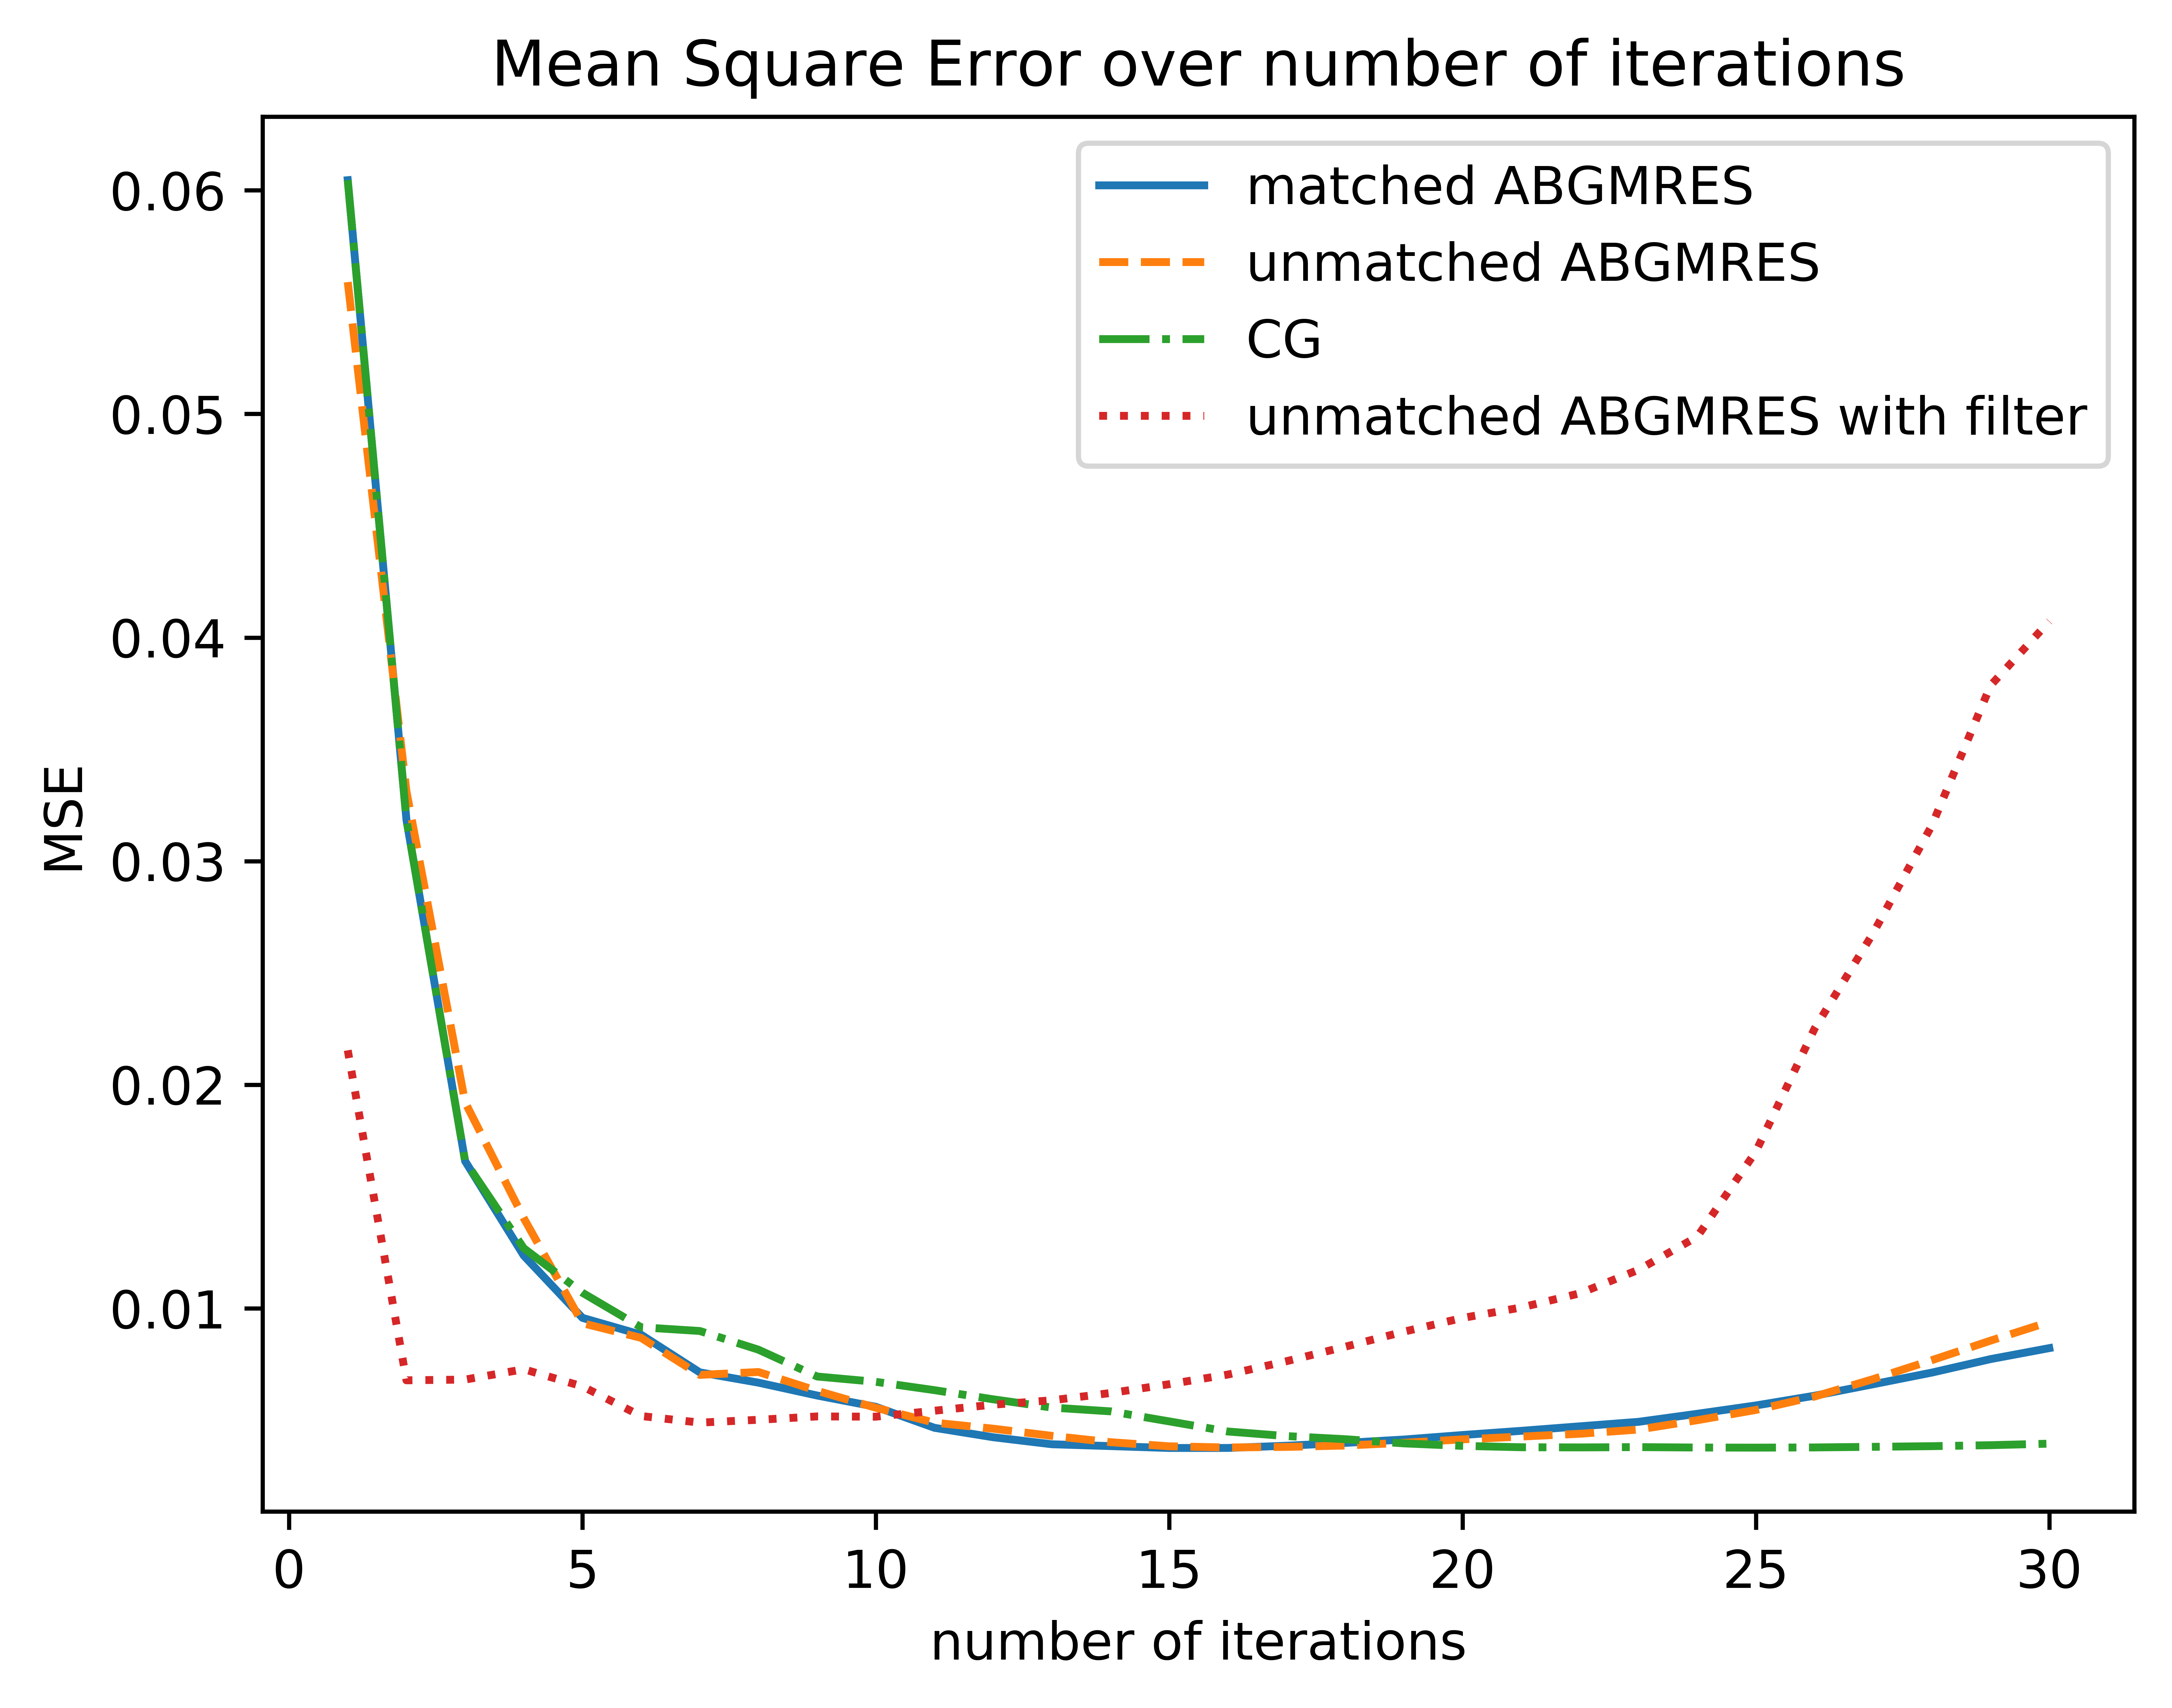 Mean Square Error over number of iterations
matched ABGMRES
unmatched ABGMRES
CG
unmatched ABGMRES with filter
0.06
0.05
0.04
0.03
0.02
0.01
MSE
0 5 10 15 20 25 30
number of iterations